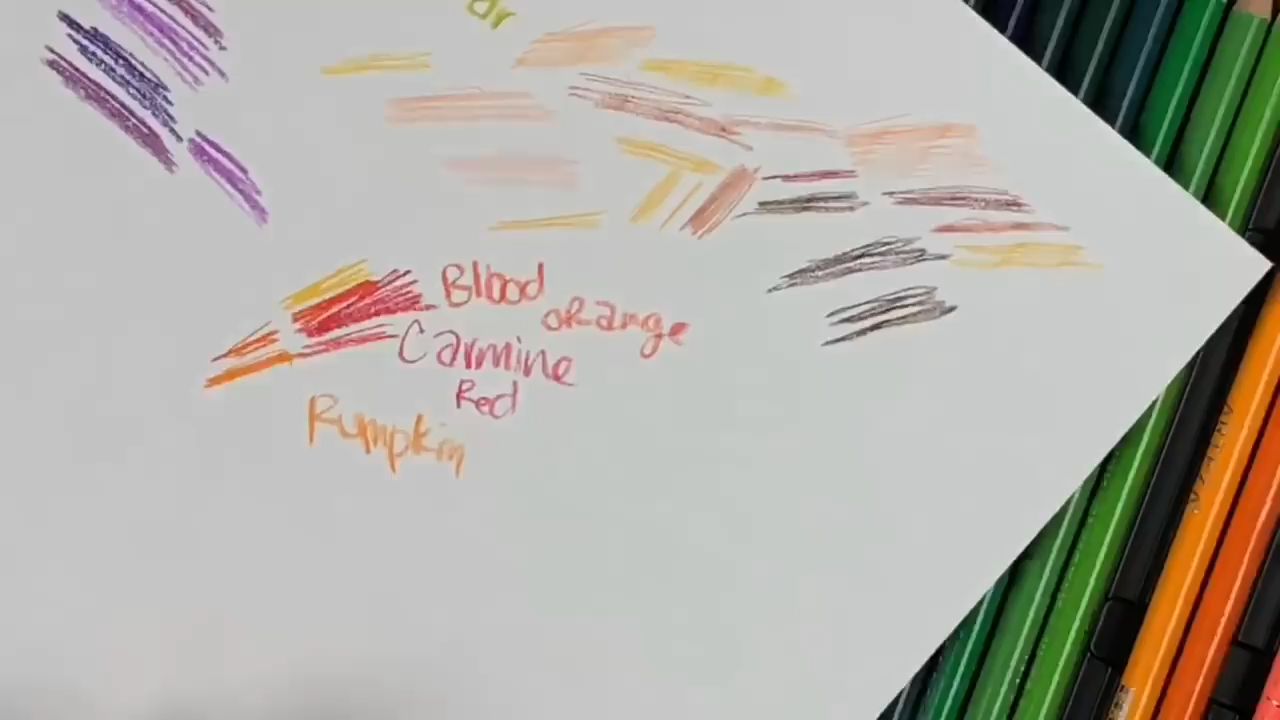 Blood
oRange
Carmine
Red
Pumpkin